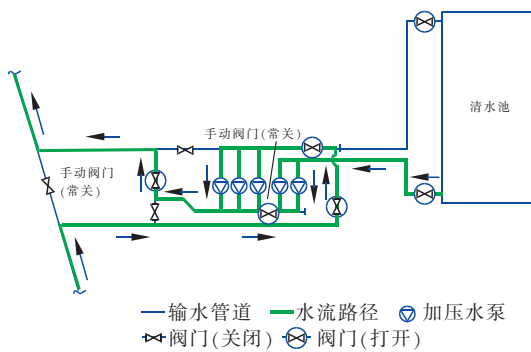 清水池
手动阀门(常关)
手动阀门
(常关)
输水管道 水流路径 加压水泵
阀门(关闭) 阀门(打开)